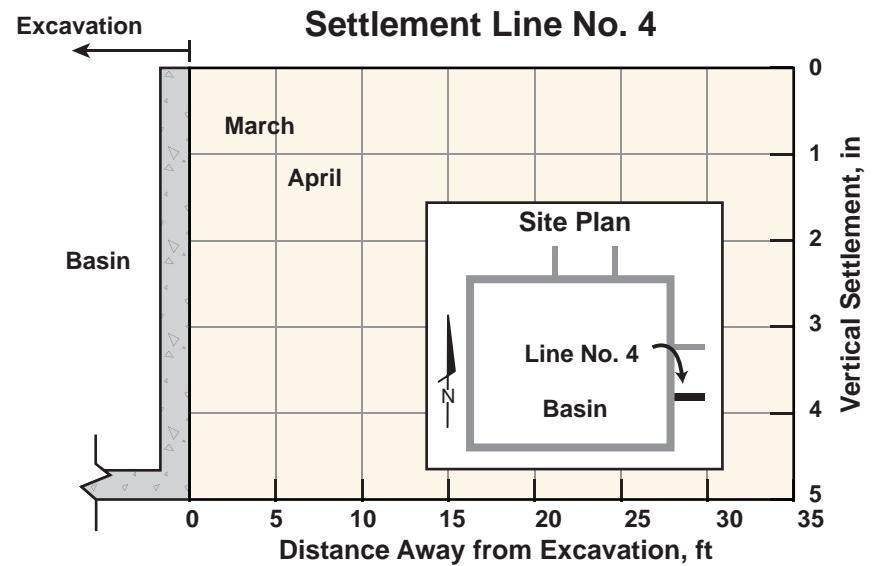 Settlement Line No. 4
Excavation
0
March
1
April
Site Plan
2
Basin
3
Line No. 4
N
Basin
4
5
0 5 10 15 20 25 30 35
Distance Away from Excavation, ft
Vertical Settlement, in